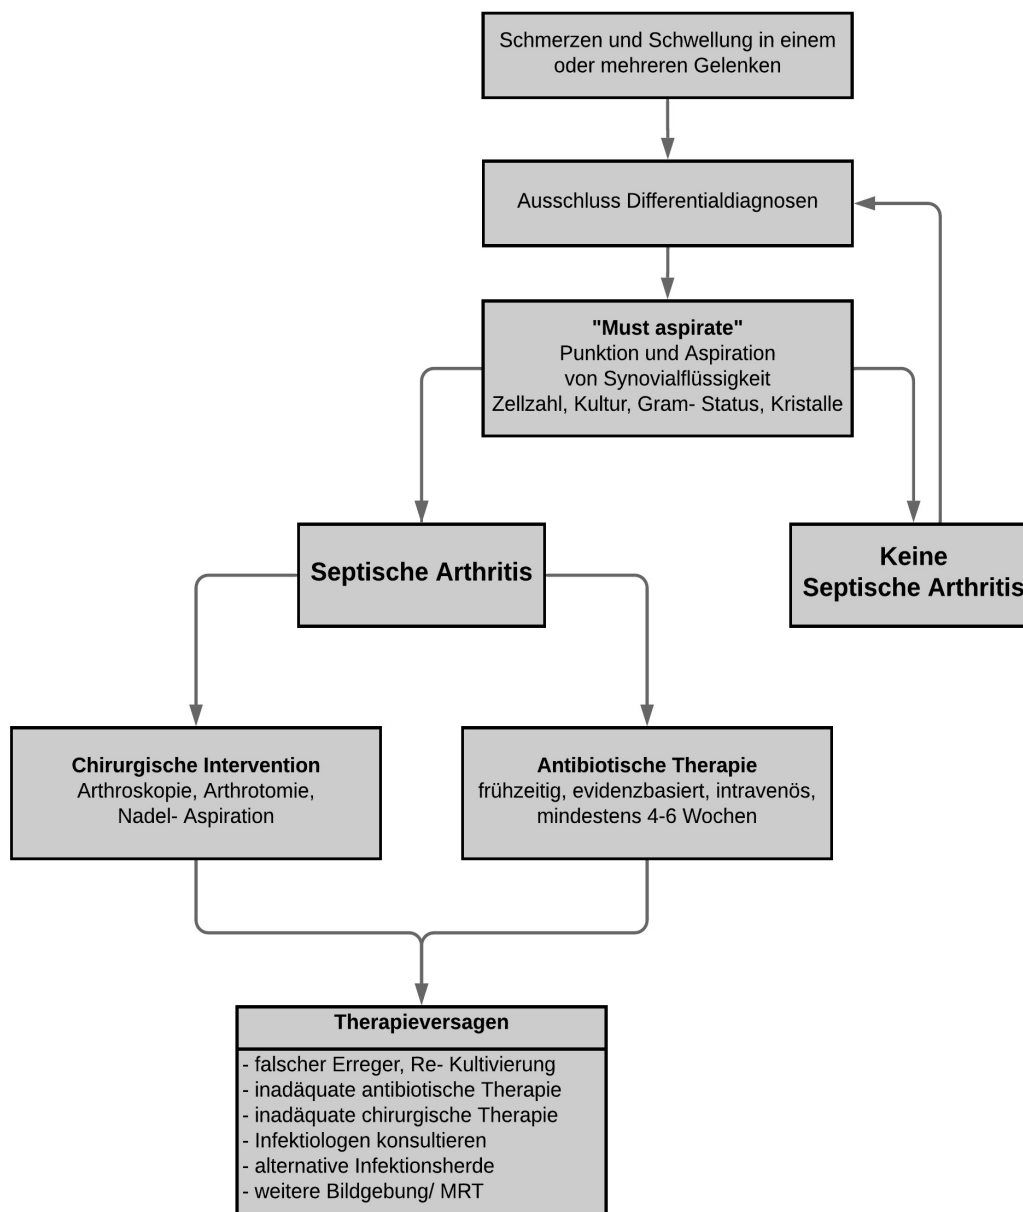 Schmerzen und Schwellung in einem
oder mehreren Gelenken
Ausschluss Differentialdiagnosen
"Must aspirate"
Punktion und Aspiration
von Synovialflüssigkeit
Zellzahl, Kultur, Gram- Status, Kristalle
Septische Arthritis
Keine
Septische Arthritis
Chirurgische Intervention
Arthroskopie, Arthrotomie,
Nadel- Aspiration
Antibiotische Therapie
frühzeitig, evidenzbasiert, intravenös,
mindestens 4-6 Wochen
Therapieversagen
- falscher Erreger, Re- Kultivierung
- inadäquate antibiotische Therapie
- inadäquate chirurgische Therapie
- Infektiologen konsultieren
- alternative Infektionsherde
- weitere Bildgebung/ MRT